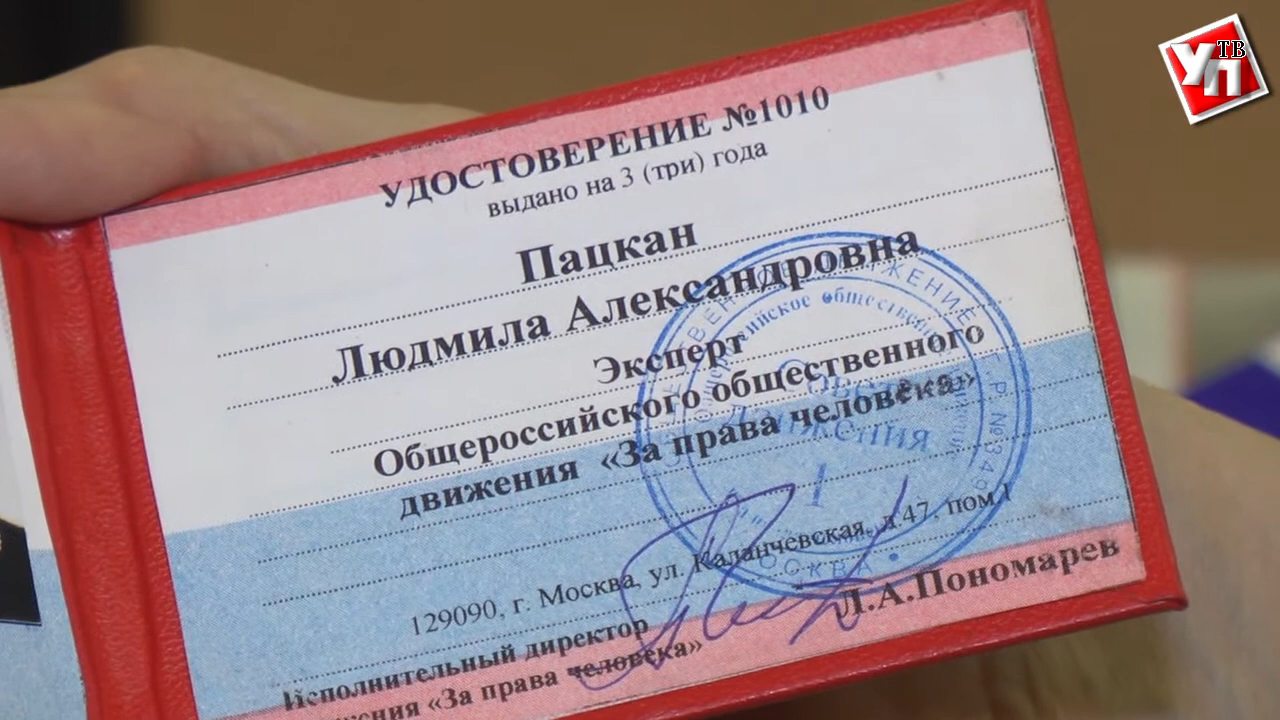 УП ТВ
УДОСТОВЕРЕНИЕ №1010
выдано на 3 (три) года
Пацкан
Людмила Александровна
Эксперт
Общероссийского общественного
движения «За права человека»
129090, г. Москва, ул. Каланчевская, д.47, пом.1
Исполнительный директор
«За права человека»
Л.А.Пономарев